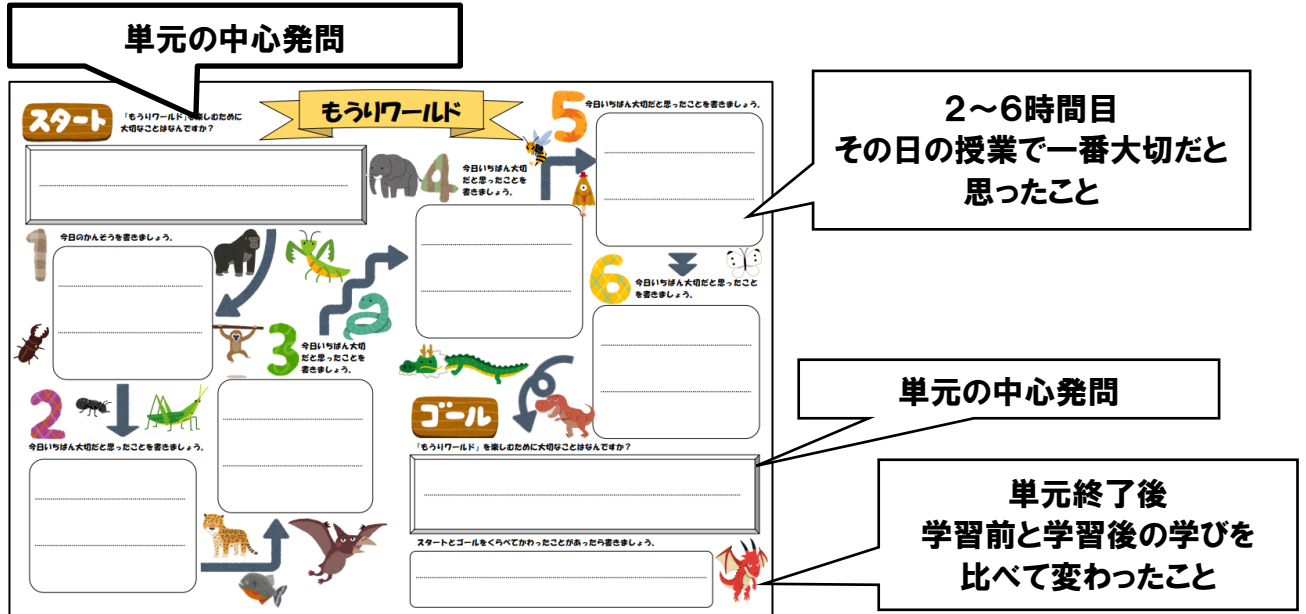 単元の中心発問
もうりワールド
スタート
「もうりワールド」を楽しむために
大切なことはなんですか？
1
今日のかんそうを書きましょう。
2
今日いちばん大切だと思ったことを書きましょう。
3
今日いちばん大切
だと思ったことを
書きましょう。
4
今日いちばん大切
だと思ったことを
書きましょう。
5
今日いちばん大切だと思ったことを書きましょう。
6
今日いちばん大切だと思ったこと
を書きましょう。
ゴール
「もうりワールド」を楽しむために大切なことはなんですか？
スタートとゴールをくらべてかわったことがあったら書きましょう。
２～６時間目
その日の授業で一番大切だと
思ったこと
単元の中心発問
単元終了後
学習前と学習後の学びを
比べて変わったこと